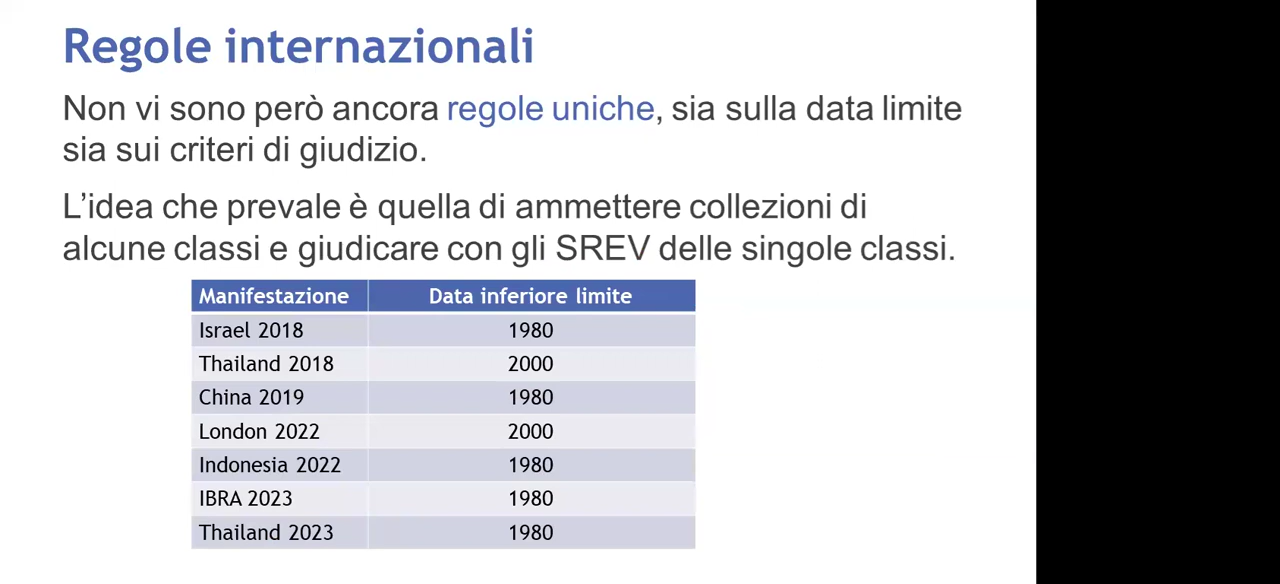 Regole internazionali
Non vi sono però ancora regole uniche, sia sulla data limite
sia sui criteri di giudizio.
L’idea che prevale è quella di ammettere collezioni di
alcune classi e giudicare con gli SREV delle singole classi.
Manifestazione Data inferiore limite
Israel 2018 1980
Thailand 2018 2000
China 2019 1980
London 2022 2000
Indonesia 2022 1980
IBRA 2023 1980
Thailand 2023 1980